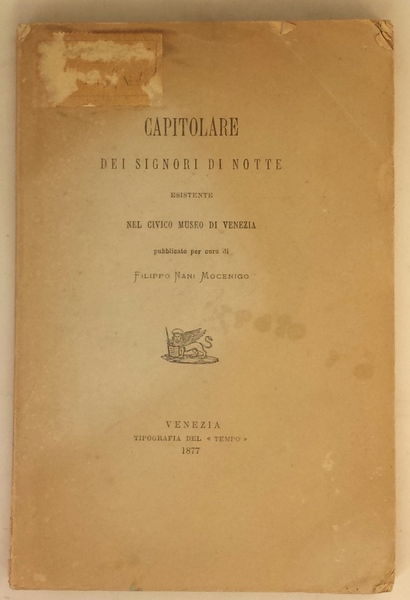 CAPITOLARE
DEI SIGNORI DI NOTTE
ESISTENTE
NEL CIVICO MUSEO DI VENEZIA
pubblicato per cura di
FILIPPO NANI MOCENIGO
VENEZIA
TIPOGRAFIA DEL « TEMPO »
1877